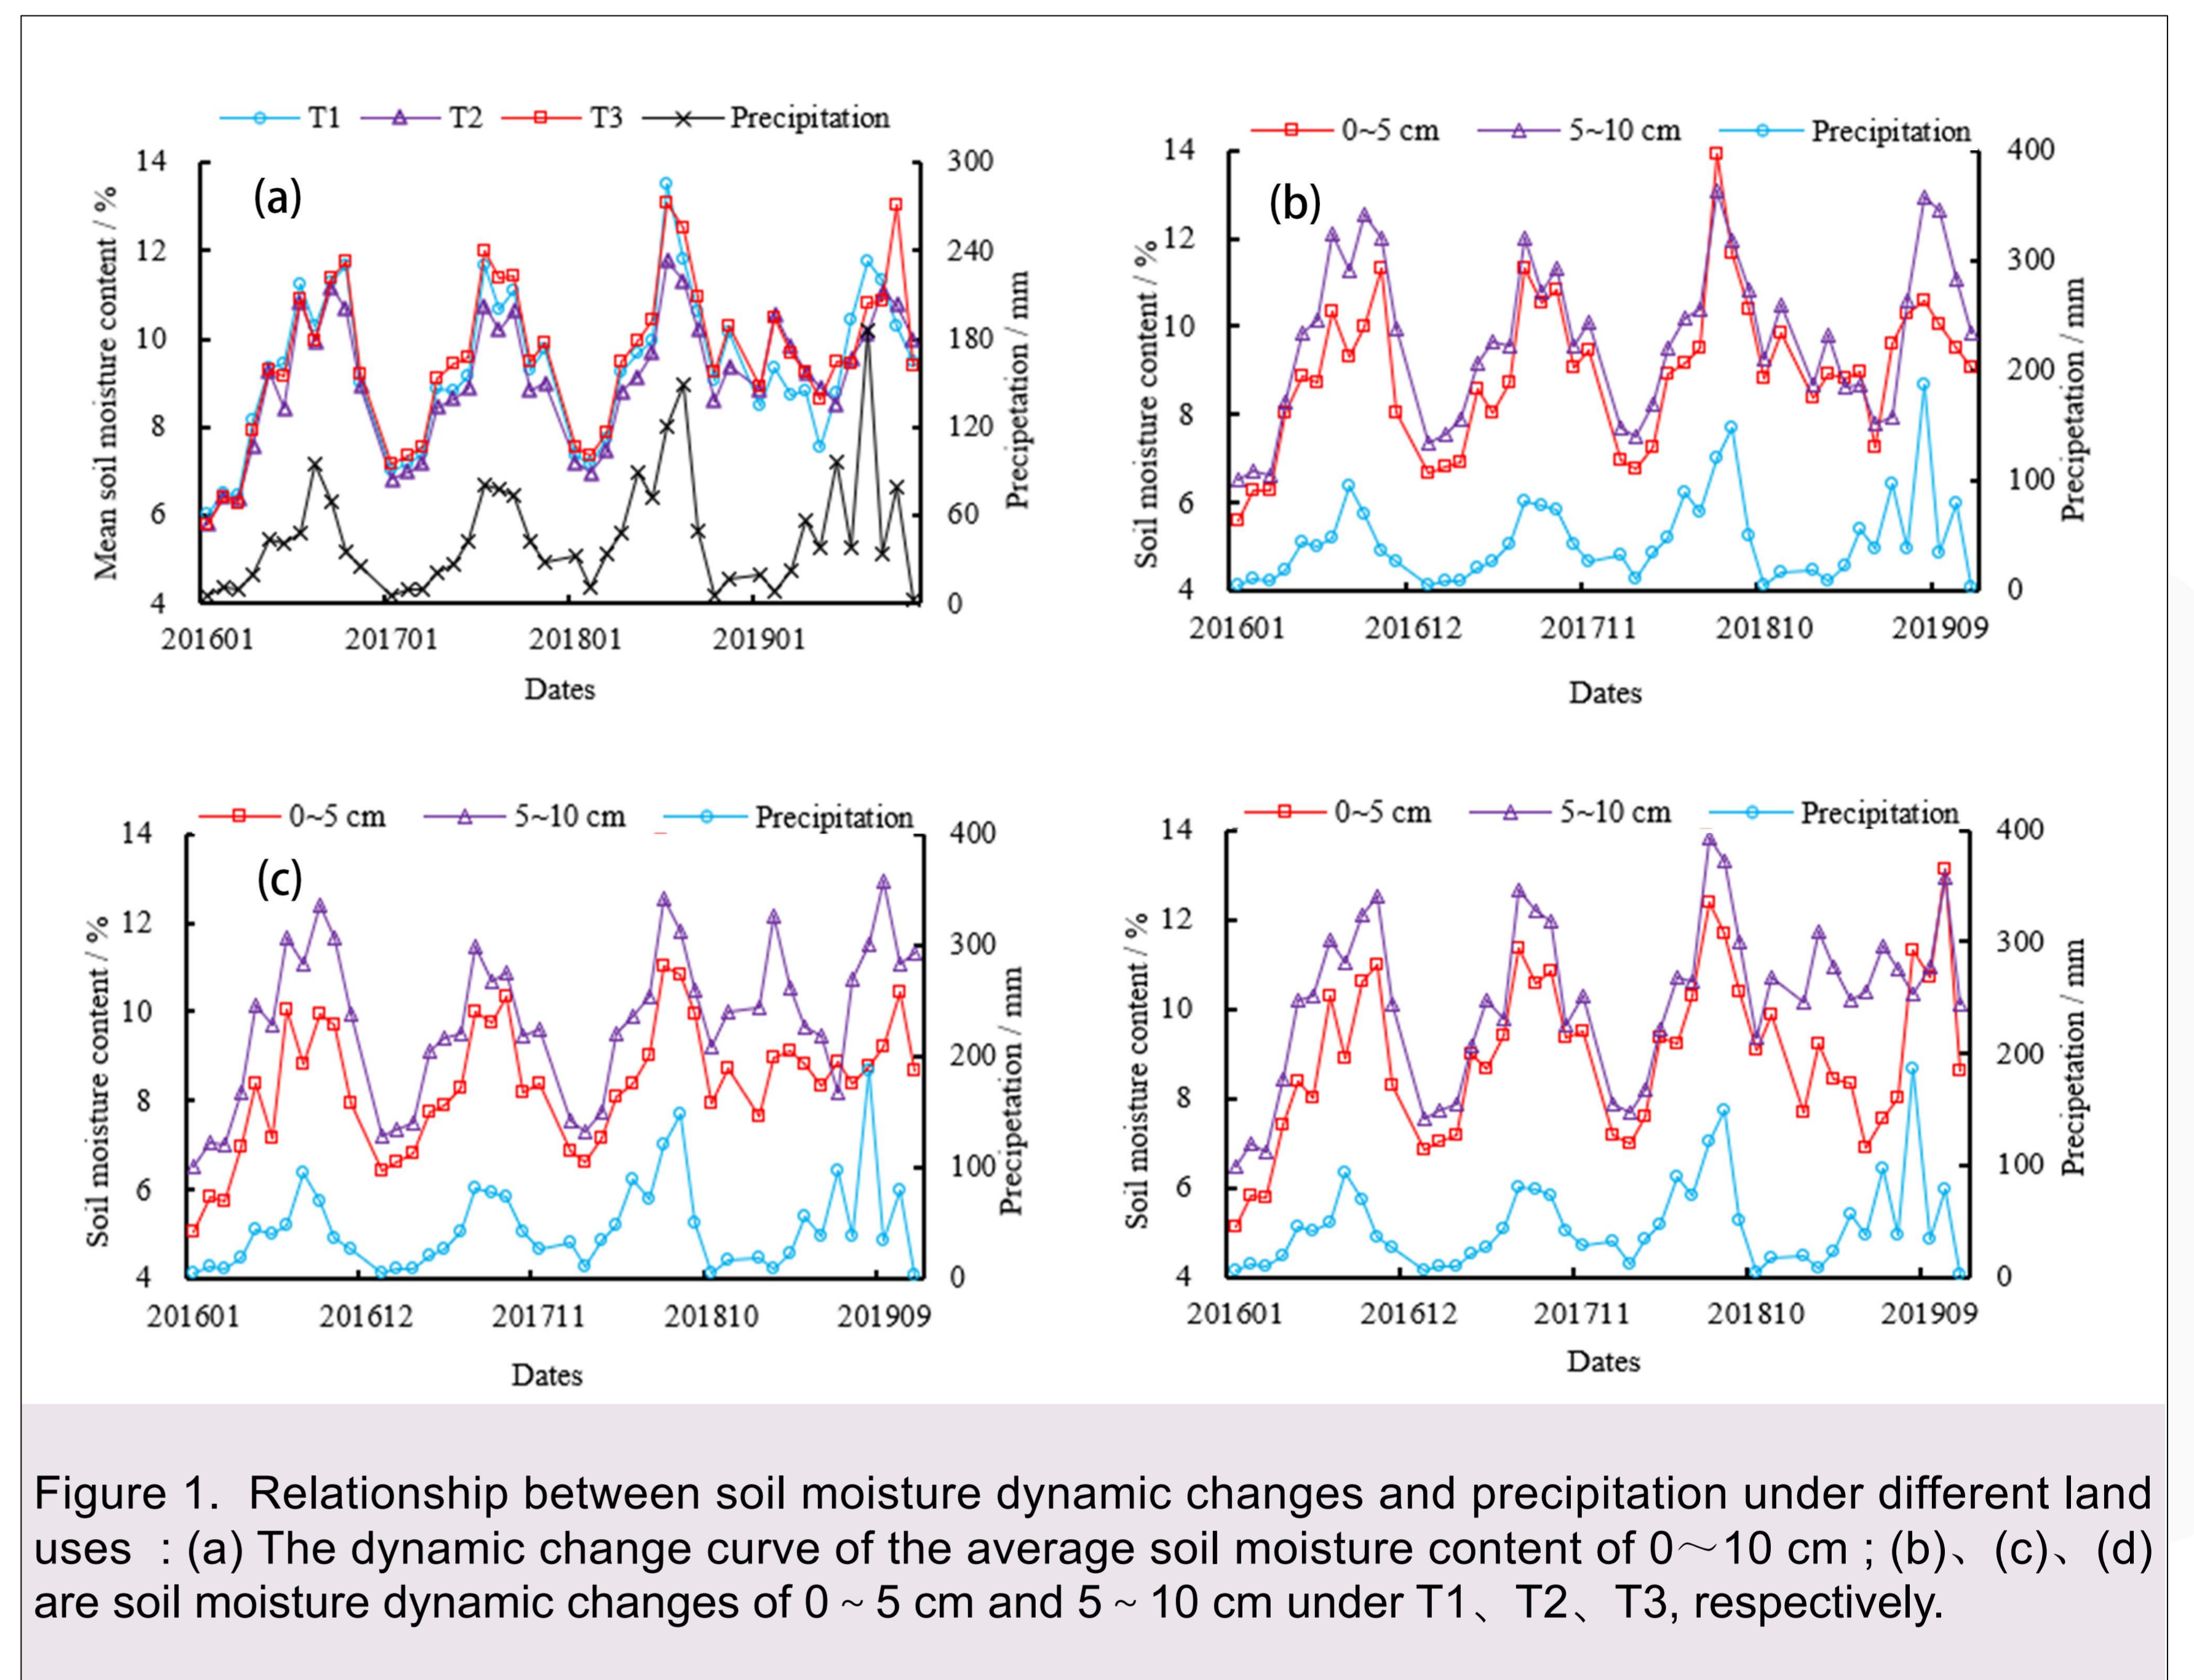 T1 T2 T3 Precipitation
(a)
Mean soil moisture content / %
14
12
10
8
6
4
300
240
180
120
60
0
Precipetation / mm
201601 201701 201801 201901
Dates
0~5 cm 5~10 cm Precipitation
(b)
Soil moisture content / %
14
12
10
8
6
4
400
300
200
100
0
Precipetation / mm
201601 201612 201711 201810 201909
Dates
0~5 cm 5~10 cm Precipitation
(c)
Soil moisture content / %
14
12
10
8
6
4
400
300
200
100
0
Precipetation / mm
201601 201612 201711 201810 201909
Dates
0~5 cm 5~10 cm Precipitation
Soil moisture content / %
14
12
10
8
6
4
400
300
200
100
0
Precipetation / mm
201601 201612 201711 201810 201909
Dates
Figure 1. Relationship between soil moisture dynamic changes and precipitation under different land
uses : (a) The dynamic change curve of the average soil moisture content of 0～10 cm ; (b)、(c)、(d)
are soil moisture dynamic changes of 0 ~ 5 cm and 5 ~ 10 cm under T1、T2、T3, respectively.